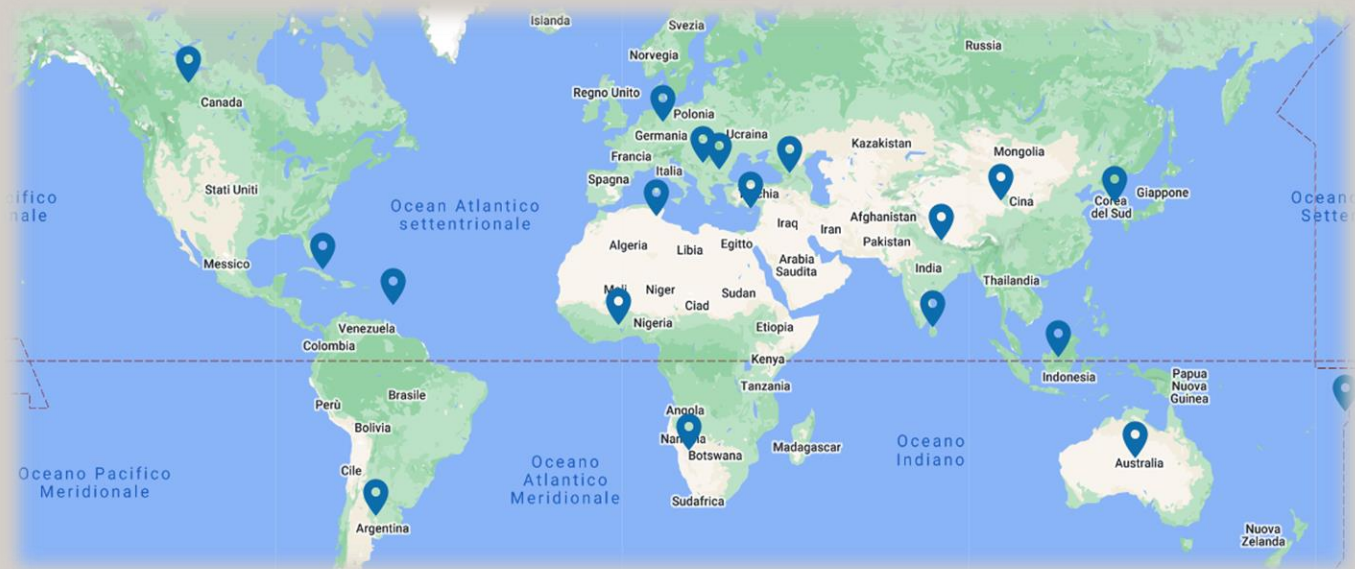 Islanda
Svezia
Russia
Norvegia
Canada
Regno Unito
Polonia
Germania
Ucraina
Francia
Kazakistan
Mongolia
Italia
Spagna
Stati Uniti
Giappone
Cina
Corea
del Sud
Ocean Atlantico
settentrionale
Afghanistan
Iraq
Iran
Pakistan
Algeria
Libia
Egitto
Arabia
Saudita
Messico
India
Thailandia
Niger
Ciad
Sudan
Nigeria
Etiopia
Venezuela
Colombia
Kenya
Indonesia
Papua
Nuova
Guinea
Tanzania
Brasile
Perù
Angola
Bolivia
Botswana
Madagascar
Oceano
Indiano
Cile
Australia
Oceano Pacifico
Meridionale
Oceano
Atlantico
Meridionale
Sudafrica
Argentina
Nuova
Zelanda